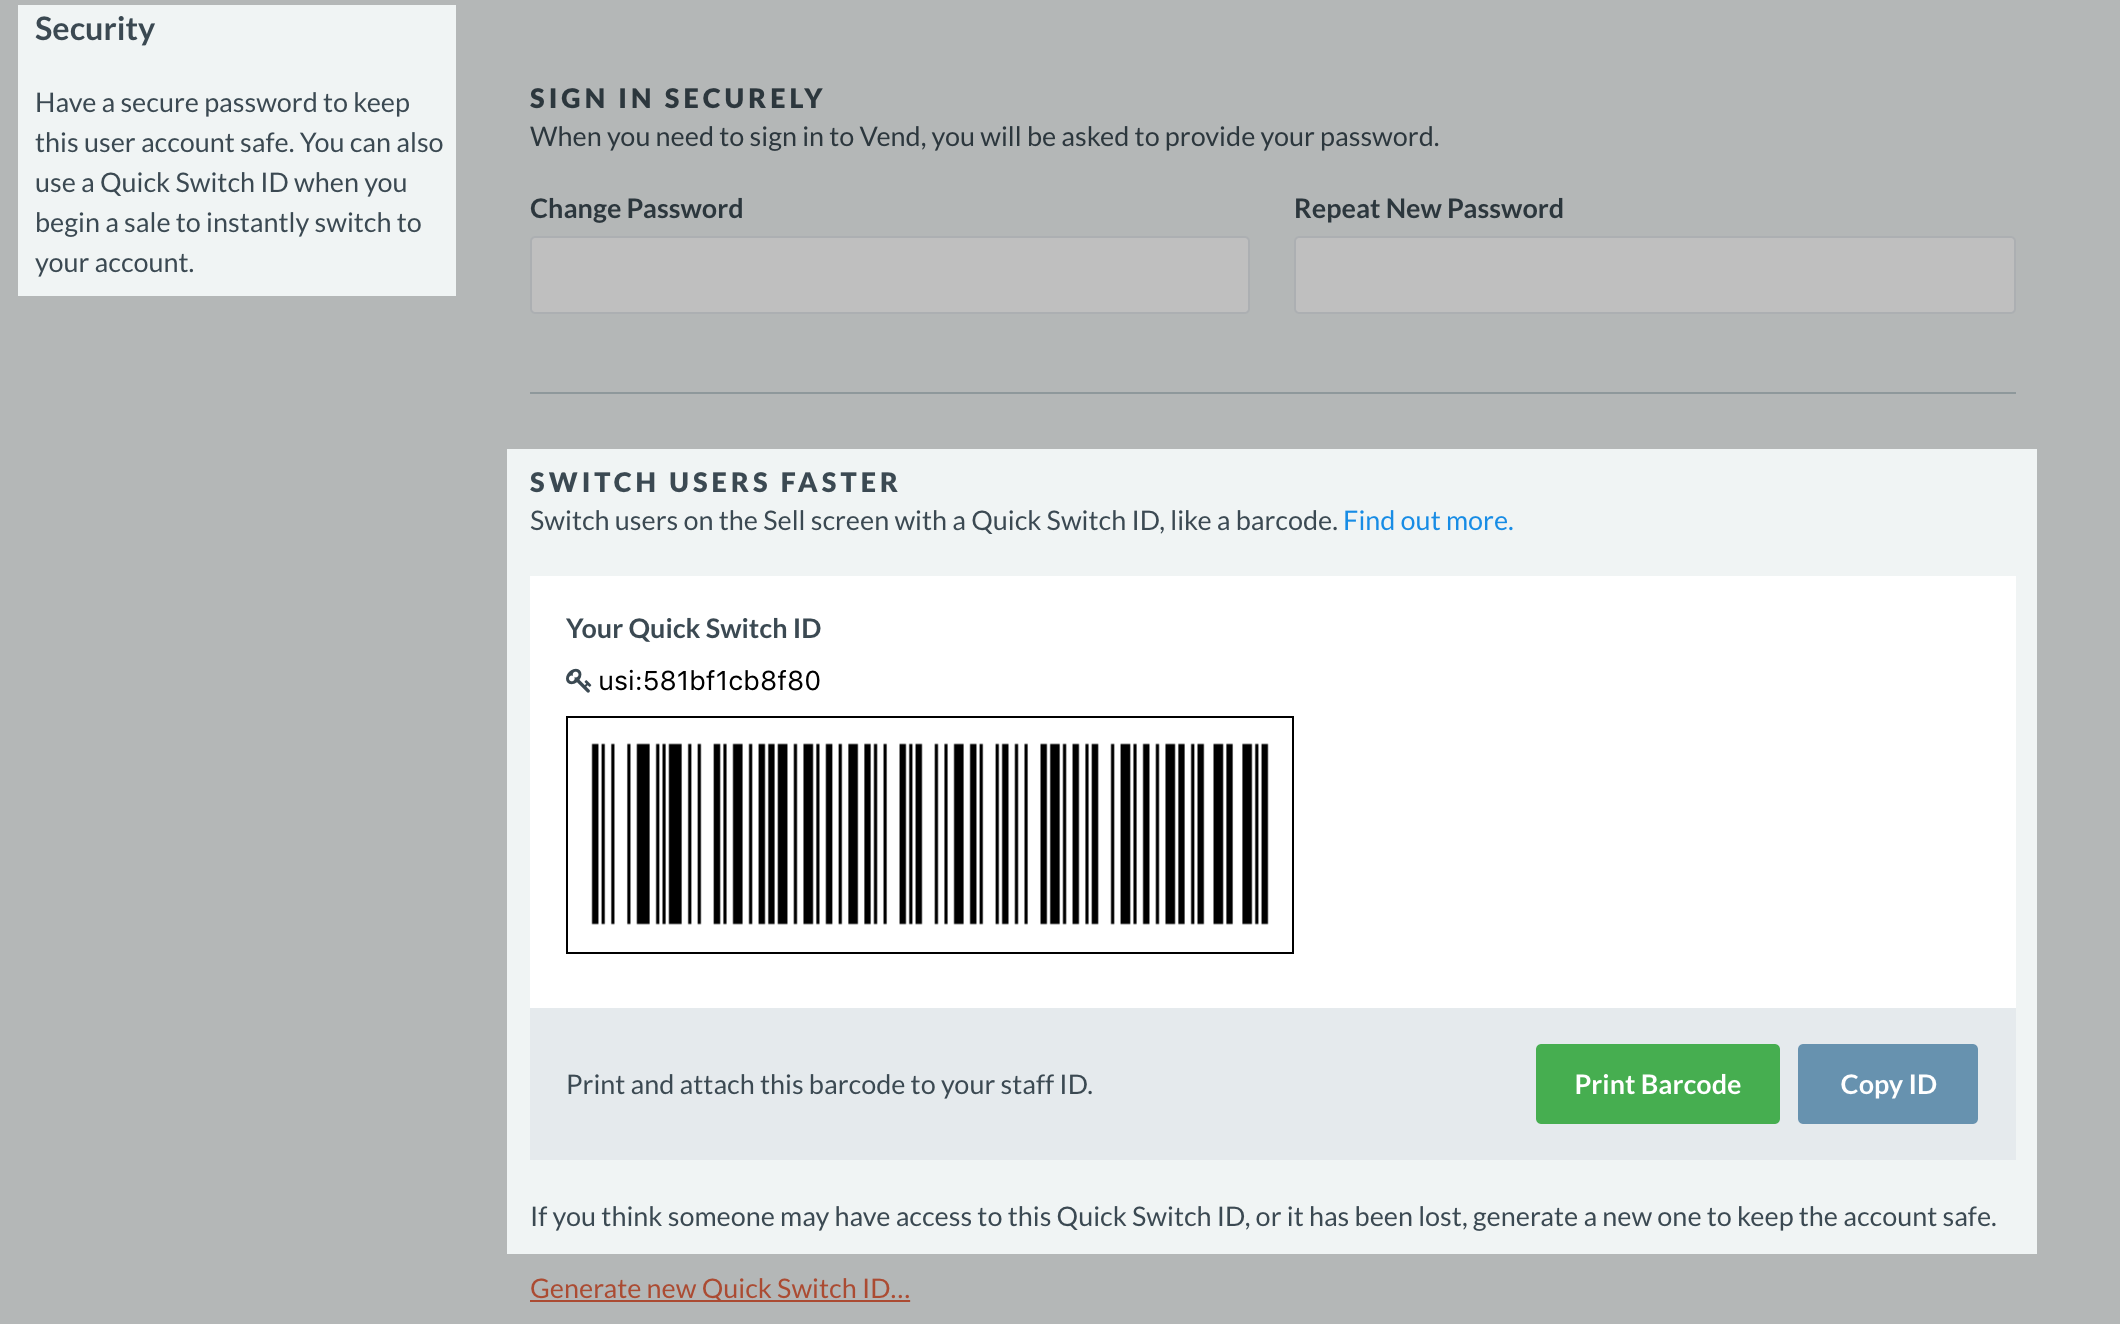 Security
Have a secure password to keep
this user account safe. You can also
use a Quick Switch ID when you
begin a sale to instantly switch to
your account.
SIGN IN SECURELY
When you need to sign in to Vend, you will be asked to provide your password.
Change Password
Repeat New Password
SWITCH USERS FASTER
Switch users on the Sell screen with a Quick Switch ID, like a barcode. Find out more.
Your Quick Switch ID
usi:581bf1cb8f80
Print and attach this barcode to your staff ID.
Print Barcode
Copy ID
If you think someone may have access to this Quick Switch ID, or it has been lost, generate a new one to keep the account safe.
Generate new Quick Switch ID...